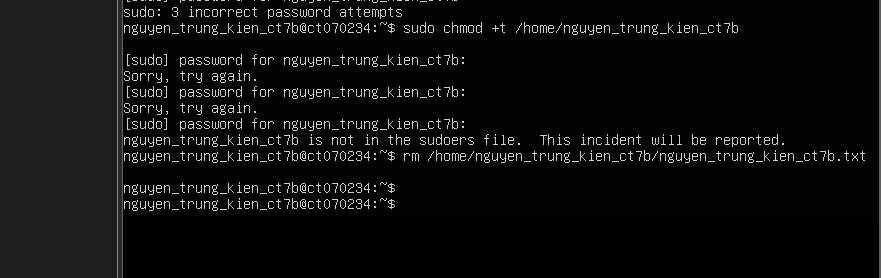 sudo: 3 incorrect password attempts
nguyen_trung_kien_ct7b@ct070234:~$ sudo chmod +t /home/nguyen_trung_kien_ct7b
[sudo] password for nguyen_trung_kien_ct7b:
Sorry, try again.
[sudo] password for nguyen_trung_kien_ct7b:
Sorry, try again.
[sudo] password for nguyen_trung_kien_ct7b:
nguyen_trung_kien_ct7b is not in the sudoers file.  This incident will be reported.
nguyen_trung_kien_ct7b@ct070234:~$ rm /home/nguyen_trung_kien_ct7b/nguyen_trung_kien_ct7b.txt
nguyen_trung_kien_ct7b@ct070234:~$
nguyen_trung_kien_ct7b@ct070234:~$